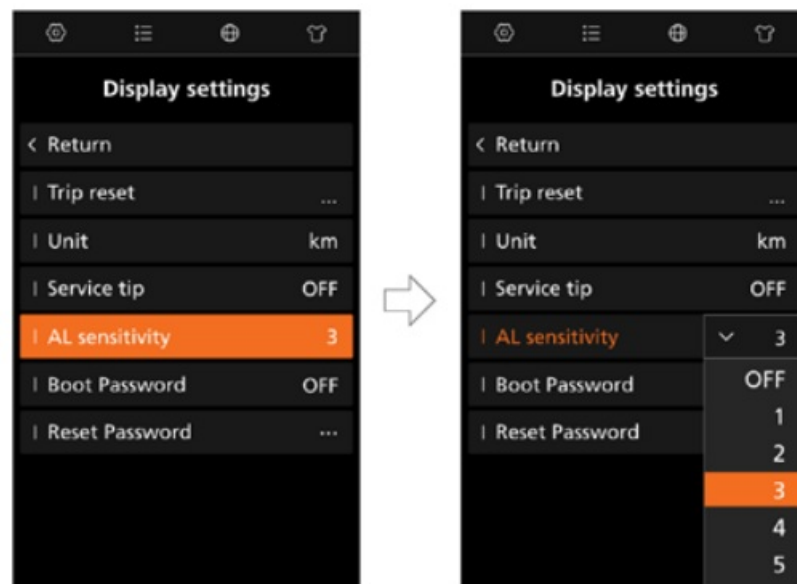 Display settings
< Return
Trip reset ...
Unit km
Service tip OFF
AL sensitivity 3
Boot Password OFF
Reset Password ...
Display settings
< Return
Trip reset ...
Unit km
Service tip OFF
AL sensitivity 3
Boot Password
Reset Password
OFF
1
2
3
4
5